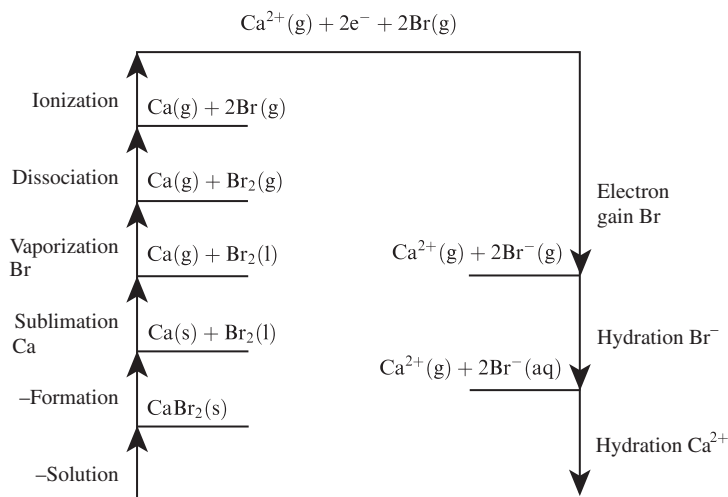 Ca²⁺(g) + 2e⁻ + 2Br(g)
Ionization
Ca(g) + 2Br(g)
Dissociation
Ca(g) + Br₂(g)
Vaporization
Br
Ca(g) + Br₂(l)
Sublimation
Ca
Ca(s) + Br₂(l)
–Formation
CaBr₂(s)
–Solution
Electron
gain Br
Ca²⁺(g) + 2Br⁻(g)
Hydration Br⁻
Ca²⁺(g) + 2Br⁻(aq)
Hydration Ca²⁺